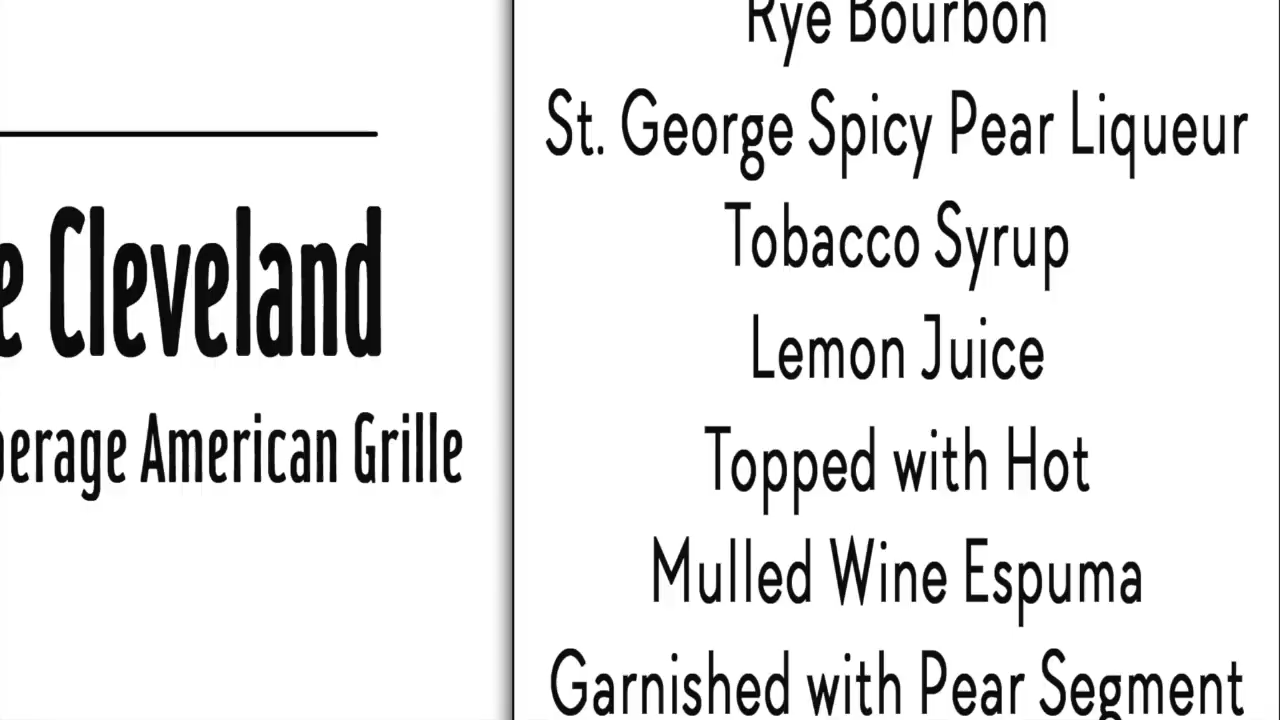 Cleveland
American Grille
Rye Bourbon
St. George Spicy Pear Liqueur
Tobacco Syrup
Lemon Juice
Topped with Hot
Mulled Wine Espuma
Garnished with Pear Segment